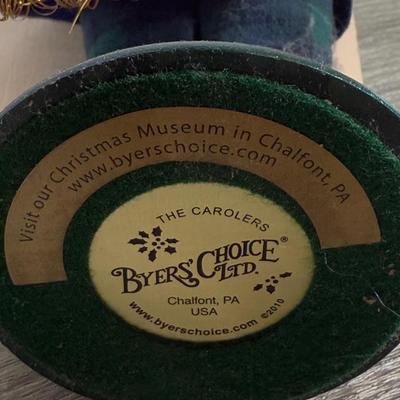 Visit our Christmas Museum in Chalfont, PA
www.byerschoice.com
THE CAROLERS
BYERS' CHOICE®
LTD.
Chalfont, PA
USA
www.byerschoice.com ©2010